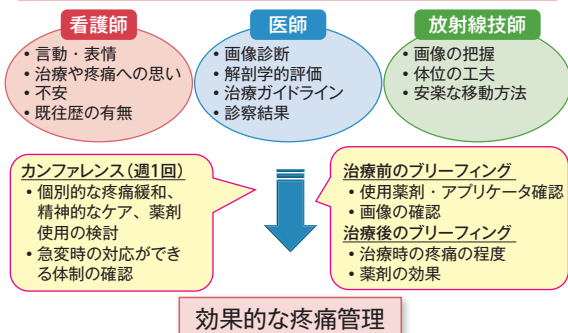 看護師
・言動・表情
・治療や疼痛への思い
・不安
・既往歴の有無
医師
・画像診断
・解剖学的評価
・治療ガイドライン
・診察結果
放射線技師
・画像の把握
・体位の工夫
・安楽な移動方法
カンファレンス（週1回）
・個別的な疼痛緩和、
精神的なケア、薬剤
使用の検討
・急変時の対応ができ
る体制の確認
治療前のブリーフィング
・使用薬剤・アプリケータ確認
・画像の確認
治療後のブリーフィング
・治療時の疼痛の程度
・薬剤の効果
効果的な疼痛管理